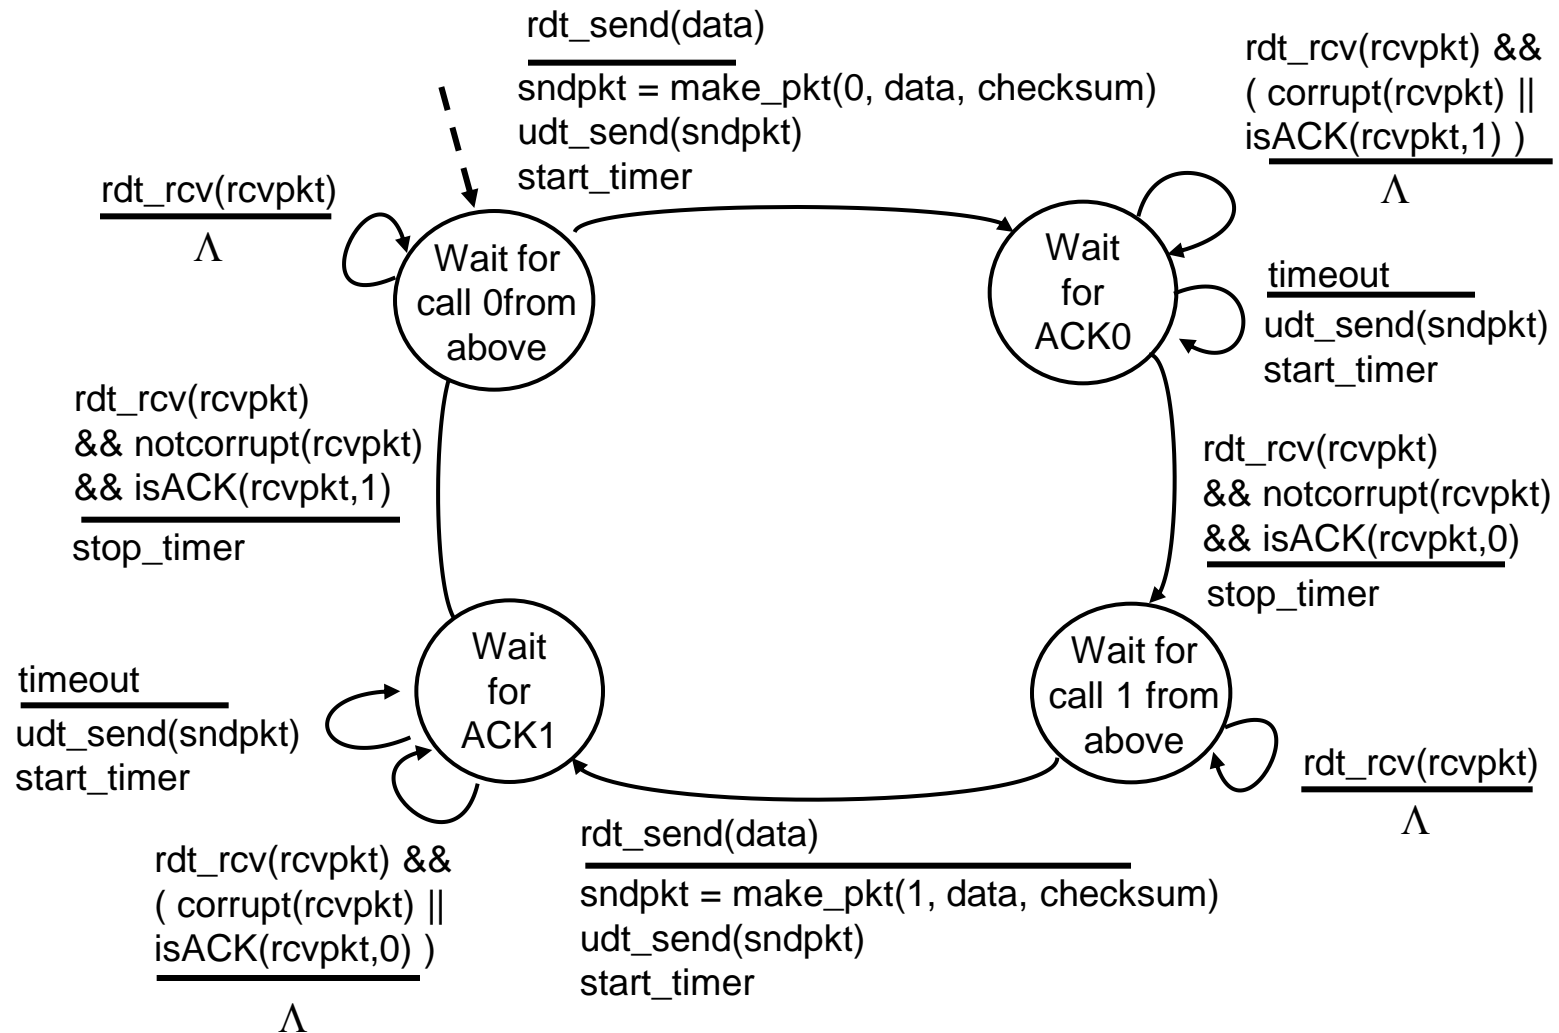 rdt_send(data)
sndpkt = make_pkt(0, data, checksum)
udt_send(sndpkt)
start_timer
rdt_rcv(rcvpkt) &&
( corrupt(rcvpkt) ||
isACK(rcvpkt,1) )
Λ
rdt_rcv(rcvpkt)
Λ
Wait for
call 0from
above
Wait
for
ACK0
timeout
udt_send(sndpkt)
start_timer
rdt_rcv(rcvpkt)
&& notcorrupt(rcvpkt)
&& isACK(rcvpkt,1)
stop_timer
rdt_rcv(rcvpkt)
&& notcorrupt(rcvpkt)
&& isACK(rcvpkt,0)
stop_timer
Wait
for
ACK1
Wait for
call 1 from
above
timeout
udt_send(sndpkt)
start_timer
rdt_rcv(rcvpkt)
Λ
rdt_rcv(rcvpkt) &&
( corrupt(rcvpkt) ||
isACK(rcvpkt,0) )
Λ
rdt_send(data)
sndpkt = make_pkt(1, data, checksum)
udt_send(sndpkt)
start_timer